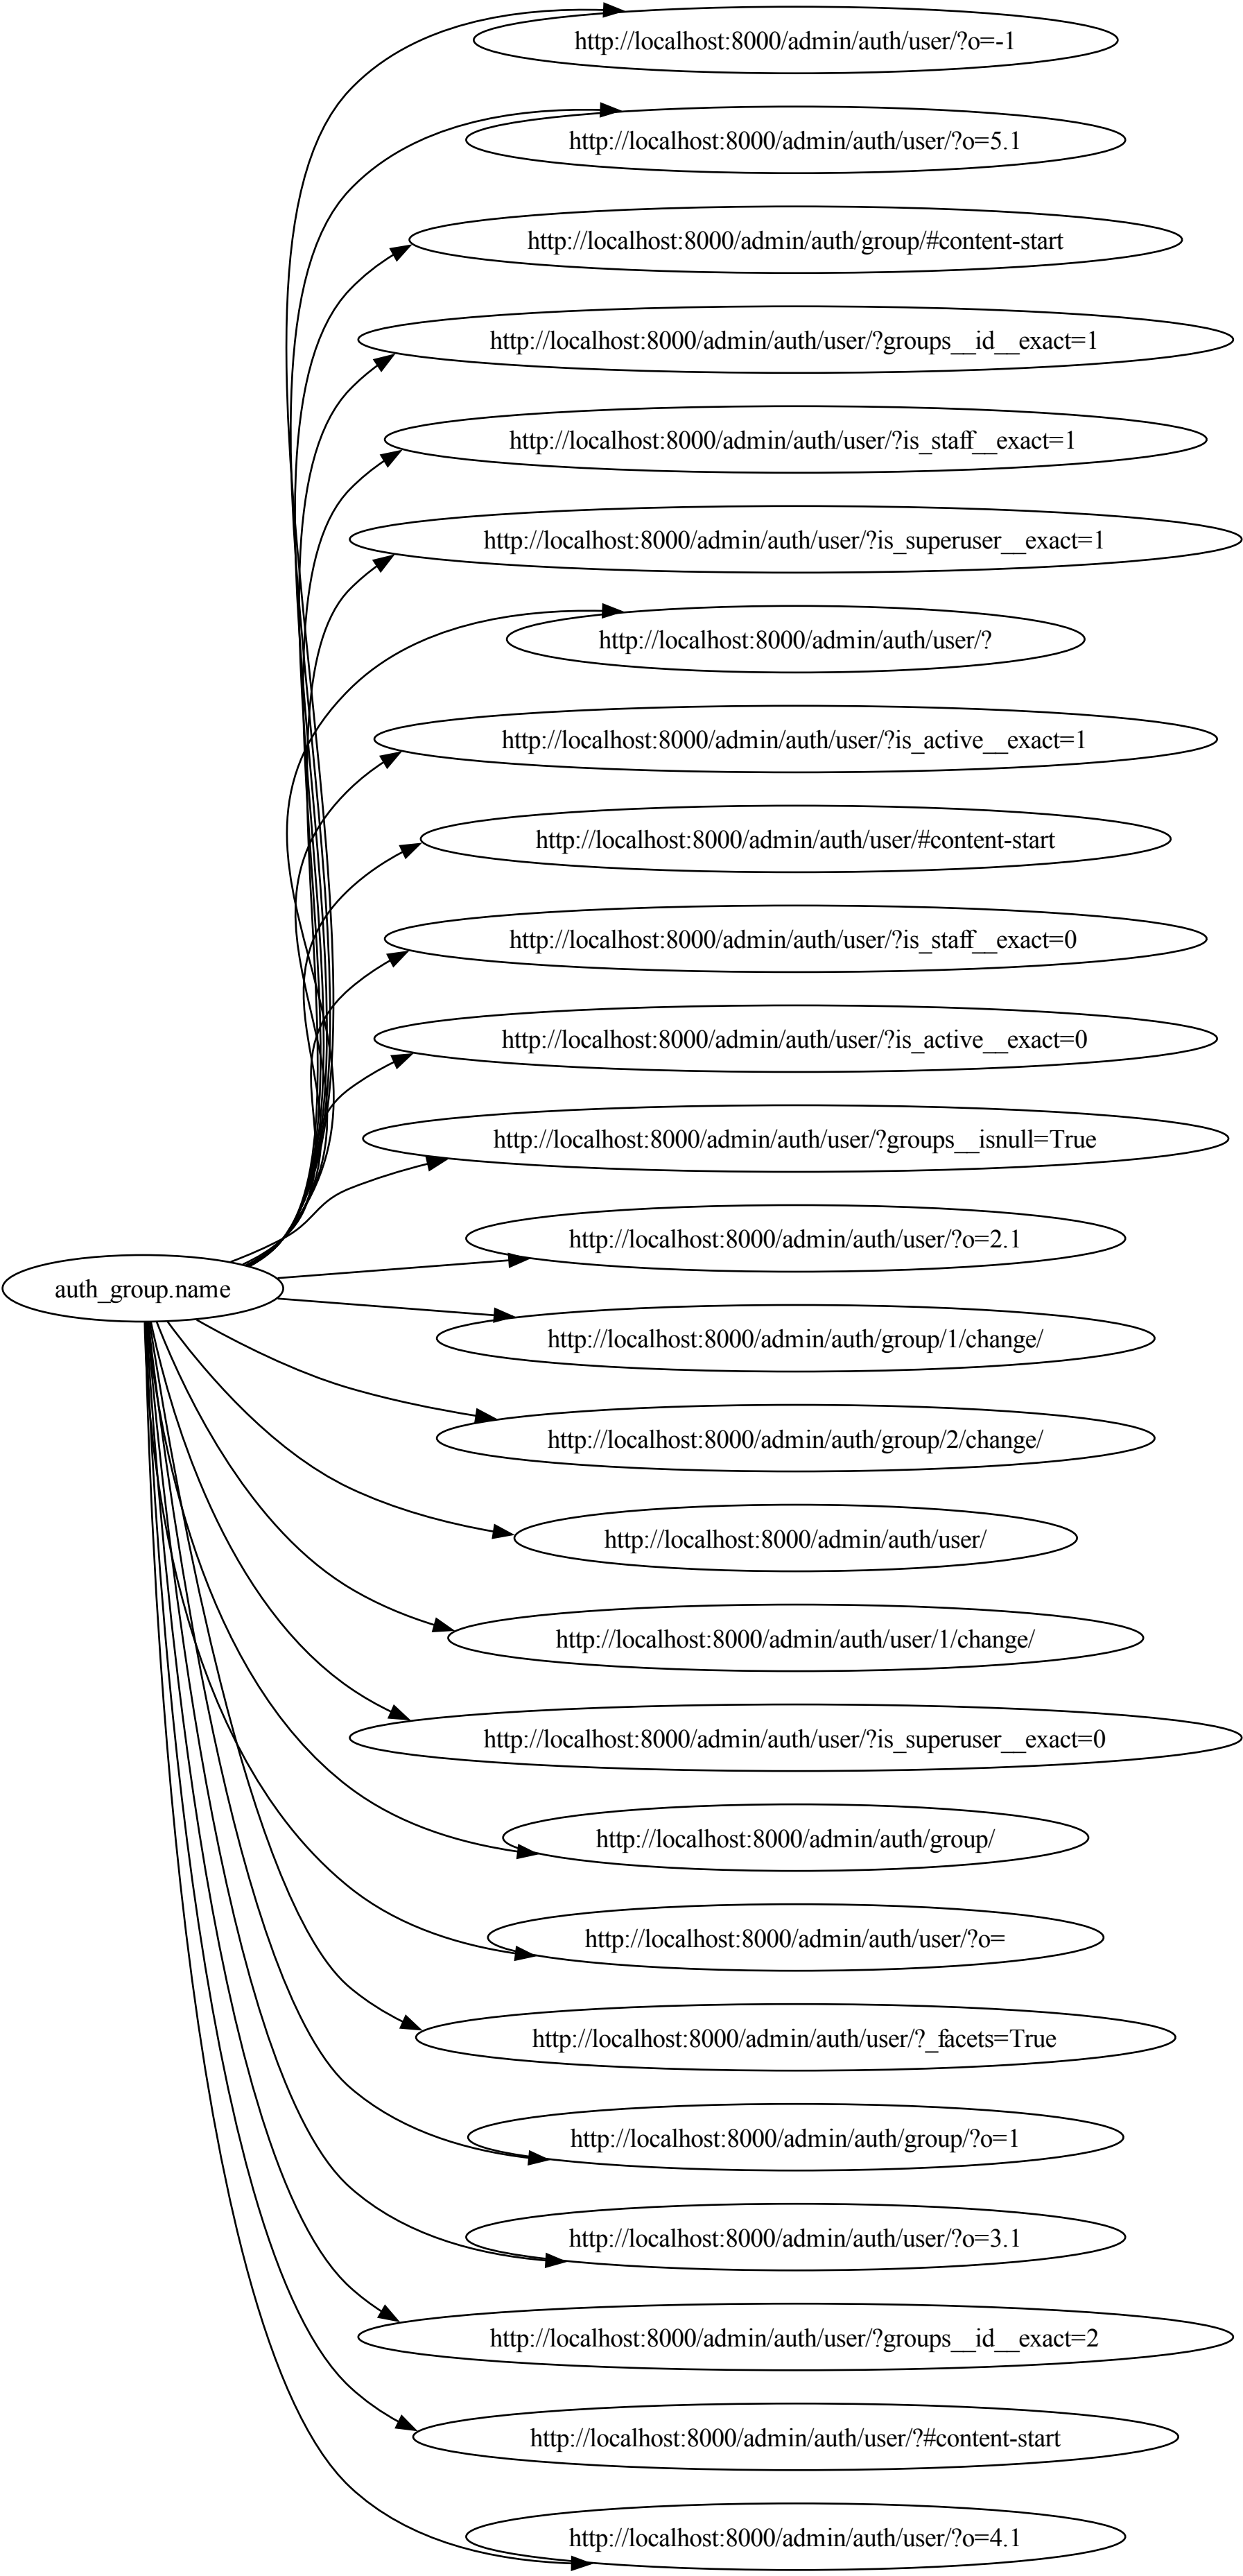 http://localhost:8000/admin/auth/user/?o=-1
http://localhost:8000/admin/auth/user/?o=5.1
http://localhost:8000/admin/auth/group/#content-start
http://localhost:8000/admin/auth/user/?groups__id__exact=1
http://localhost:8000/admin/auth/user/?is_staff__exact=1
http://localhost:8000/admin/auth/user/?is_superuser__exact=1
http://localhost:8000/admin/auth/user/?
http://localhost:8000/admin/auth/user/?is_active__exact=1
http://localhost:8000/admin/auth/user/#content-start
http://localhost:8000/admin/auth/user/?is_staff__exact=0
http://localhost:8000/admin/auth/user/?is_active__exact=0
http://localhost:8000/admin/auth/user/?groups__isnull=True
http://localhost:8000/admin/auth/user/?o=2.1
auth_group.name
http://localhost:8000/admin/auth/group/1/change/
http://localhost:8000/admin/auth/group/2/change/
http://localhost:8000/admin/auth/user/
http://localhost:8000/admin/auth/user/1/change/
http://localhost:8000/admin/auth/user/?is_superuser__exact=0
http://localhost:8000/admin/auth/group/
http://localhost:8000/admin/auth/user/?o=
http://localhost:8000/admin/auth/user/?_facets=True
http://localhost:8000/admin/auth/group/?o=1
http://localhost:8000/admin/auth/user/?o=3.1
http://localhost:8000/admin/auth/user/?groups__id__exact=2
http://localhost:8000/admin/auth/user/?#content-start
http://localhost:8000/admin/auth/user/?o=4.1